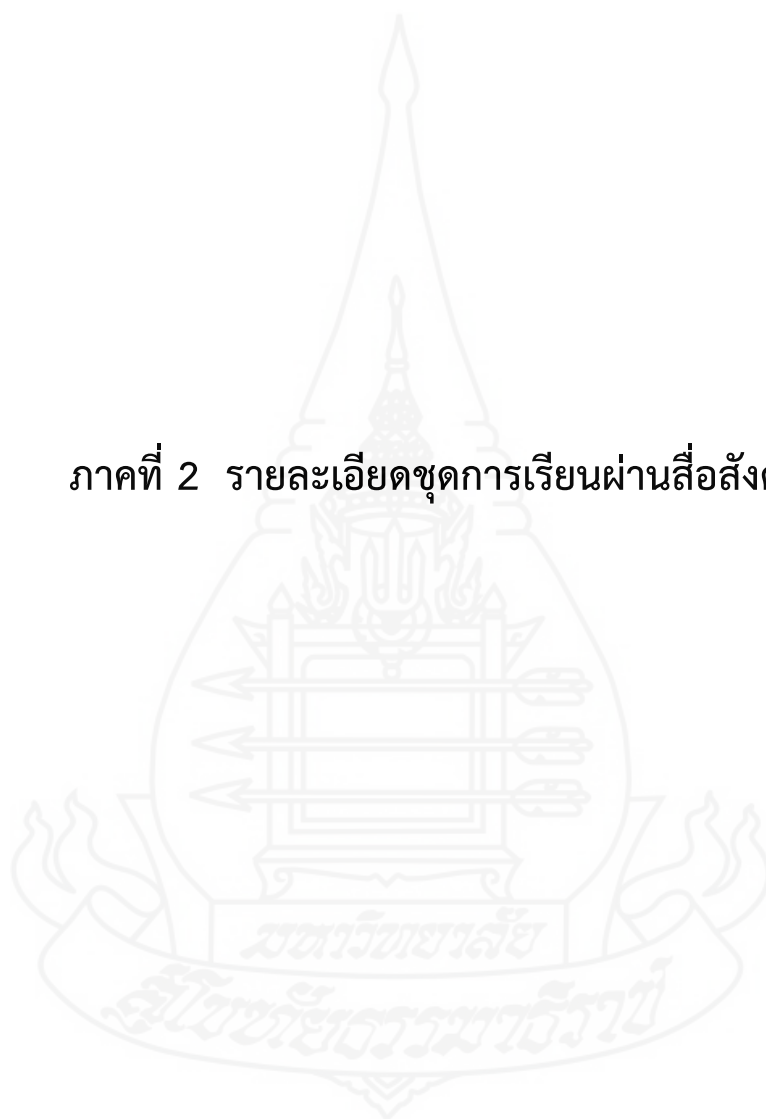 ภาคที่ 2 รายละเอียดชุดการเรียนผ่านสื่อ
มหาวิทยาลัย
สุโขทัยธรรมาธิราช